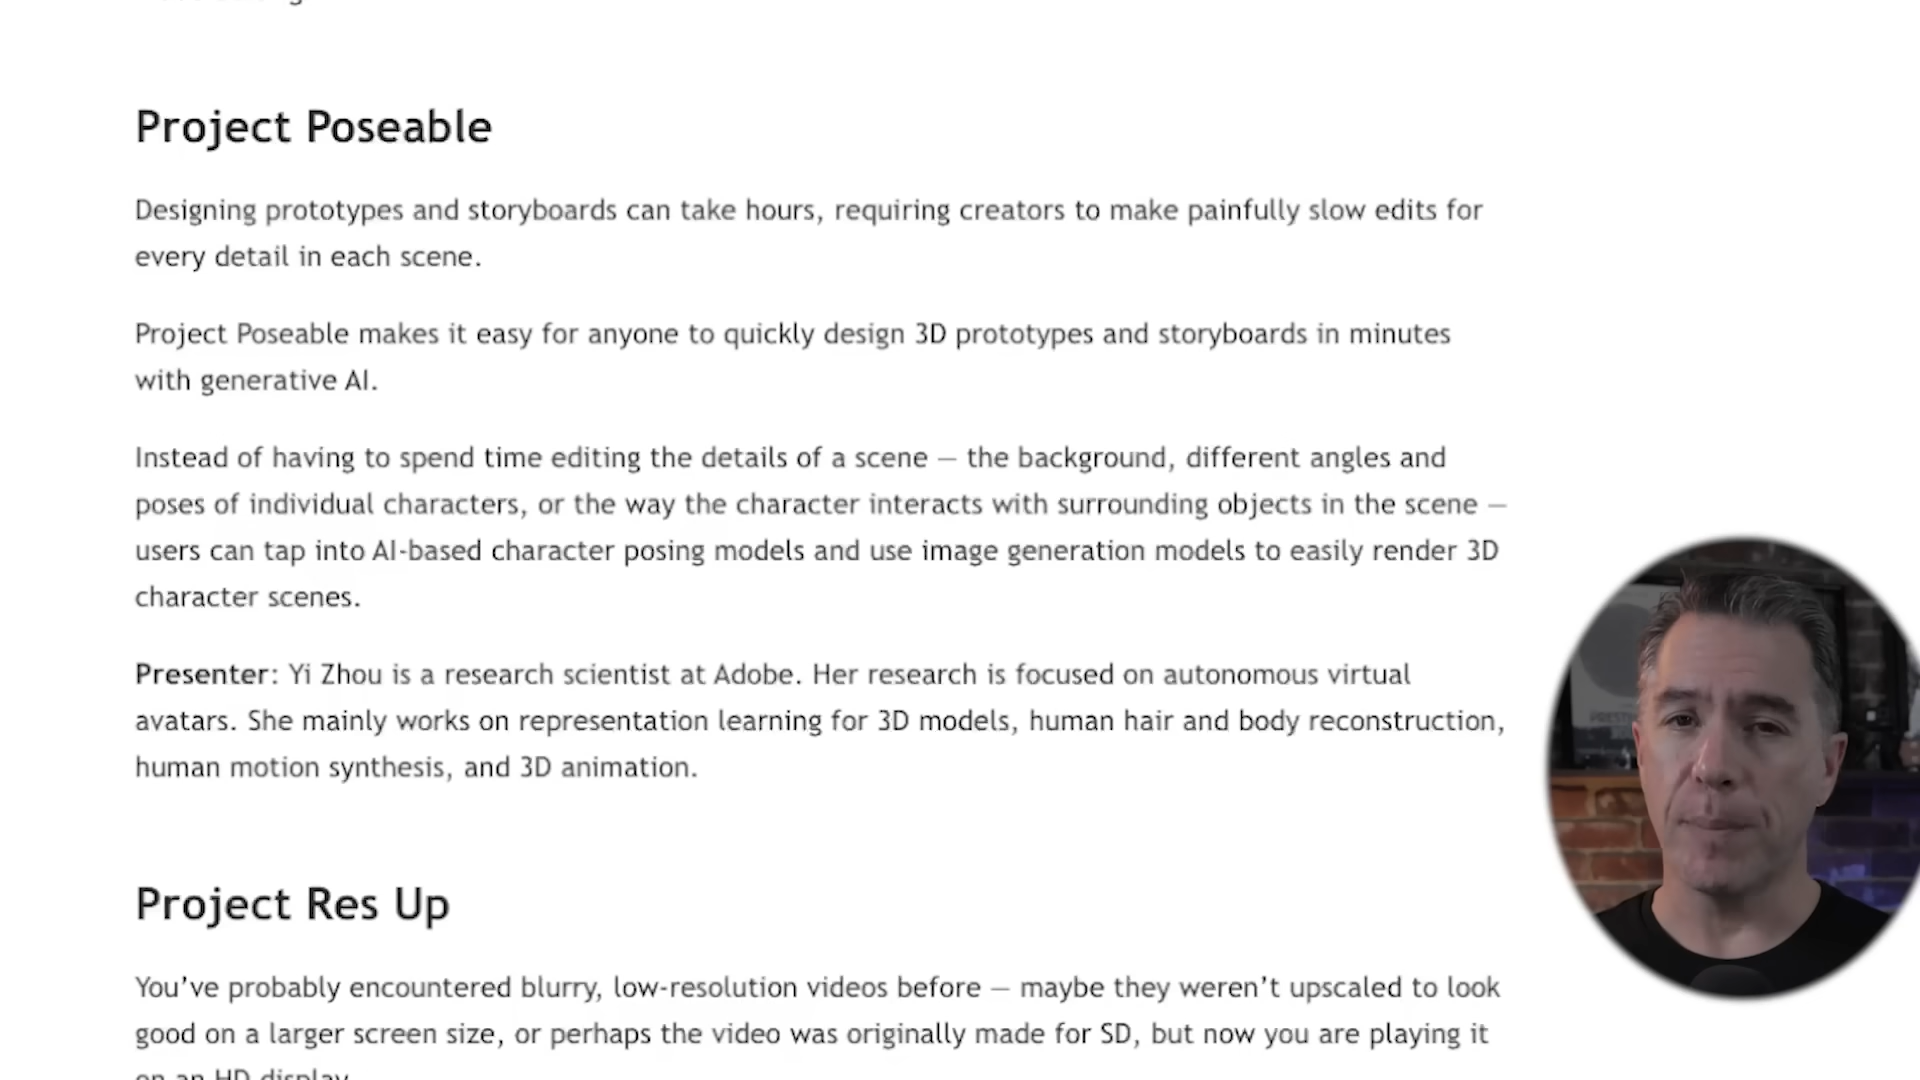 Project Poseable
Designing prototypes and storyboards can take hours, requiring creators to make painfully slow edits for
every detail in each scene.
Project Poseable makes it easy for anyone to quickly design 3D prototypes and storyboards in minutes
with generative AI.
Instead of having to spend time editing the details of a scene — the background, different angles and
poses of individual characters, or the way the character interacts with surrounding objects in the scene —
users can tap into AI-based character posing models and use image generation models to easily render 3D
character scenes.
Presenter: Yi Zhou is a research scientist at Adobe. Her research is focused on autonomous virtual
avatars. She mainly works on representation learning for 3D models, human hair and body reconstruction,
human motion synthesis, and 3D animation.
Project Res Up
You’ve probably encountered blurry, low-resolution videos before — maybe they weren’t upscaled to look
good on a larger screen size, or perhaps the video was originally made for SD, but now you are playing it
on an HD display